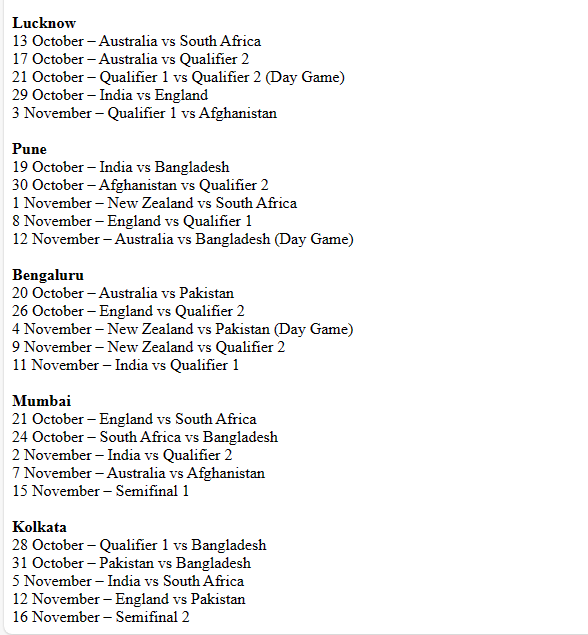 Lucknow
13 October – Australia vs South Africa
17 October – Australia vs Qualifier 2
21 October – Qualifier 1 vs Qualifier 2 (Day Game)
29 October – India vs England
3 November – Qualifier 1 vs Afghanistan
Pune
19 October – India vs Bangladesh
30 October – Afghanistan vs Qualifier 2
1 November – New Zealand vs South Africa
8 November – England vs Qualifier 1
12 November – Australia vs Bangladesh (Day Game)
Bengaluru
20 October – Australia vs Pakistan
26 October – England vs Qualifier 2
4 November – New Zealand vs Pakistan (Day Game)
9 November – New Zealand vs Qualifier 2
11 November – India vs Qualifier 1
Mumbai
21 October – England vs South Africa
24 October – South Africa vs Bangladesh
2 November – India vs Qualifier 2
7 November – Australia vs Afghanistan
15 November – Semifinal 1
Kolkata
28 October – Qualifier 1 vs Bangladesh
31 October – Pakistan vs Bangladesh
5 November – India vs South Africa
12 November – England vs Pakistan
16 November – Semifinal 2